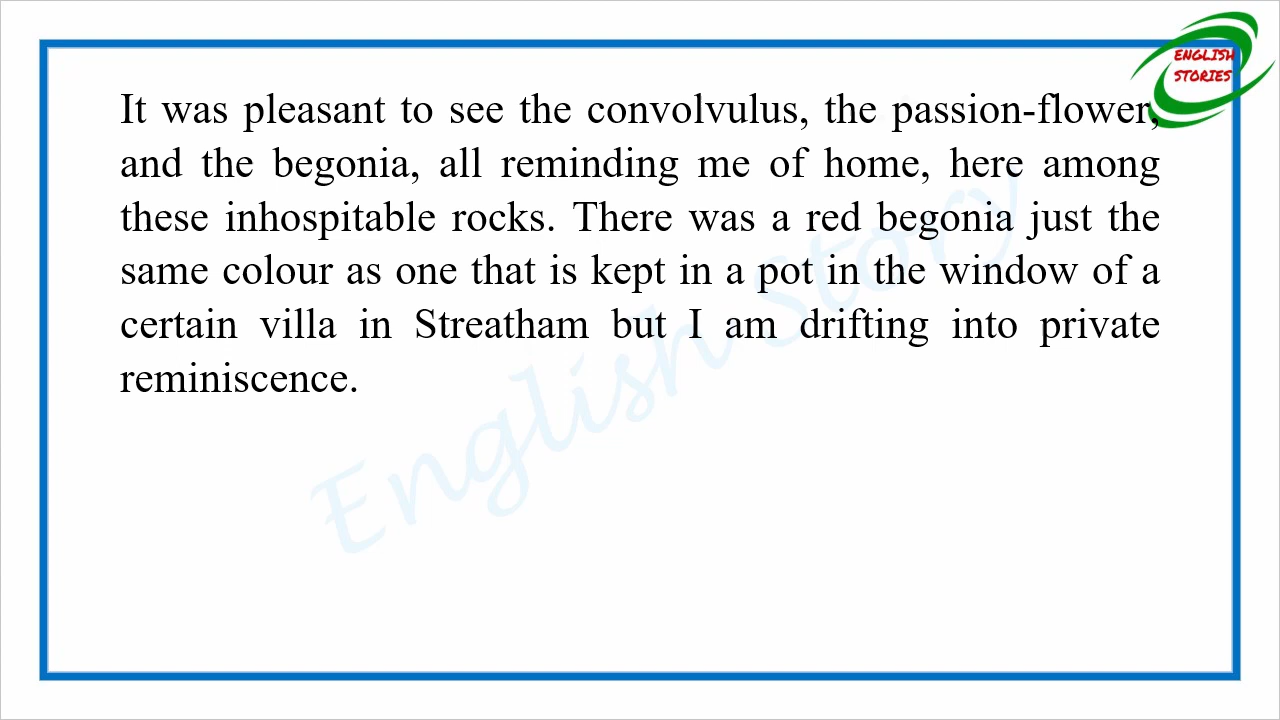 ENGLISH
STORIES
It was pleasant to see the convolvulus, the passion-flower,
and the begonia, all reminding me of home, here among
these inhospitable rocks. There was a red begonia just the
same colour as one that is kept in a pot in the window of a
certain villa in Streatham but I am drifting into private
reminiscence.
English Story